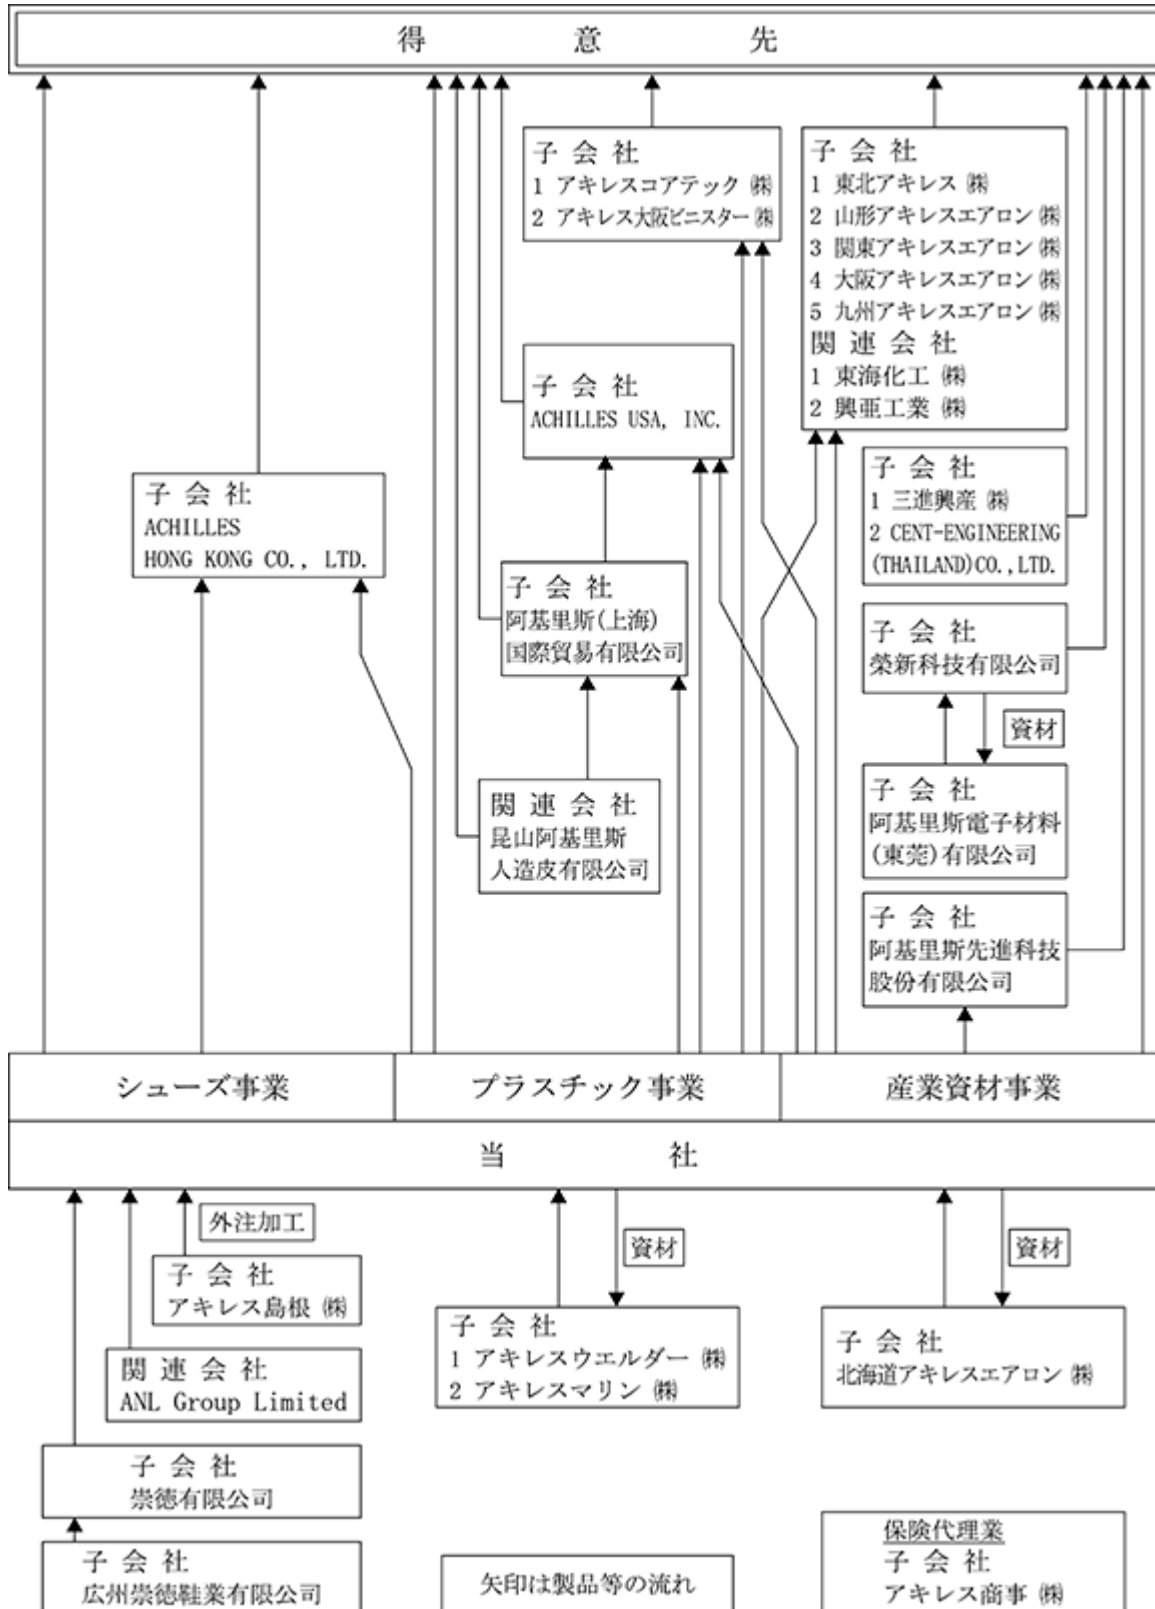 得意先
子会社
1 アキレスコアテック ㈱
2 アキレス大阪ビニスター ㈱
子会社
1 東北アキレス ㈱
2 山形アキレスエアロン ㈱
3 関東アキレスエアロン ㈱
4 大阪アキレスエアロン ㈱
5 九州アキレスエアロン ㈱
関連会社
1 東海化工 ㈱
2 興亜工業 ㈱
子会社
ACHILLES USA, INC.
子会社
ACHILLES
HONG KONG CO., LTD.
子会社
1 三進興産 ㈱
2 CENT-ENGINEERING
(THAILAND)CO.,LTD.
子会社
阿基里斯(上海)
国際貿易有限公司
子会社
榮新科技有限公司
資材
関連会社
昆山阿基里斯
人造皮有限公司
子会社
阿基里斯電子材料
(東莞)有限公司
子会社
阿基里斯先進科技
股份有限公司
シューズ事業
プラスチック事業
産業資材事業
当社
外注加工
子会社
アキレス島根 ㈱
関連会社
ANL Group Limited
子会社
崇徳有限公司
子会社
広州崇徳鞋業有限公司
資材
子会社
1 アキレスウエルダー ㈱
2 アキレスマリン ㈱
矢印は製品等の流れ
資材
子会社
北海道アキレスエアロン ㈱
保険代理業
子会社
アキレス商事 ㈱